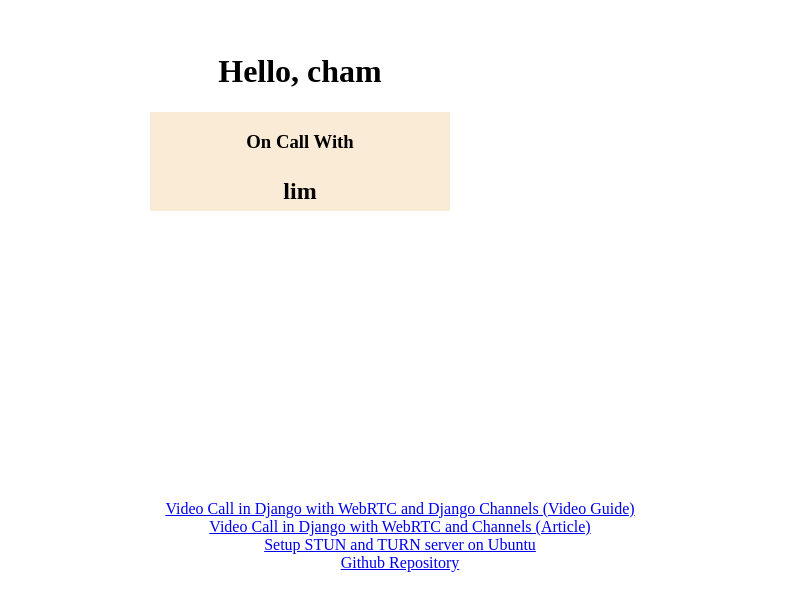 Hello, cham
On Call With
lim
Video Call in Django with WebRTC and Django Channels (Video Guide)
Video Call in Django with WebRTC and Channels (Article)
Setup STUN and TURN server on Ubuntu
Github Repository